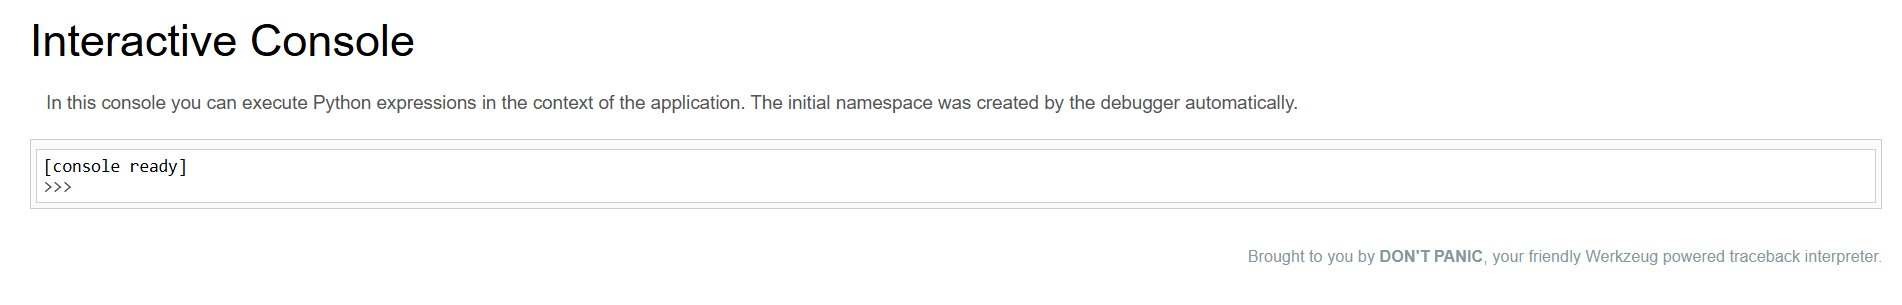 Interactive Console
In this console you can execute Python expressions in the context of the application. The initial namespace was created by the debugger automatically.
[console ready]
>>>
Brought to you by DON'T PANIC, your friendly Werkzeug powered traceback interpreter.